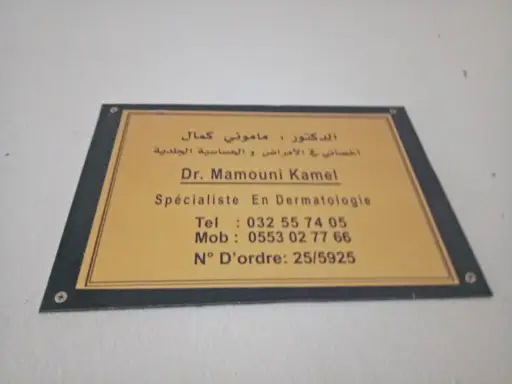 الدكتور ، ماموني كمال
أخصائي في الأمراض و الحساسية الجلدية
Dr. Mamouni Kamel
Spécialiste En Dermatologie
Tel : 032 55 74 05
Mob : 0553 02 77 66
N° D'ordre: 25/5925